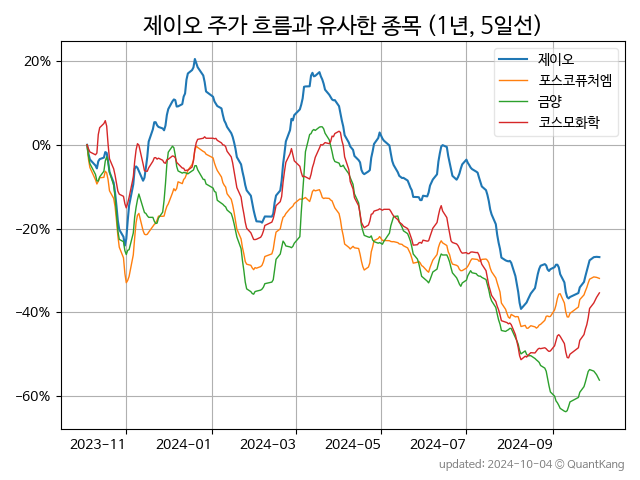 제이오 주가 흐름과 유사한 종목 (1년, 5일선)
제이오
포스코퓨처엠
금양
코스모화학
20%
0%
−20%
−40%
−60%
2023-11
2024-01
2024-03
2024-05
2024-07
2024-09
updated: 2024-10-04 © QuantKang